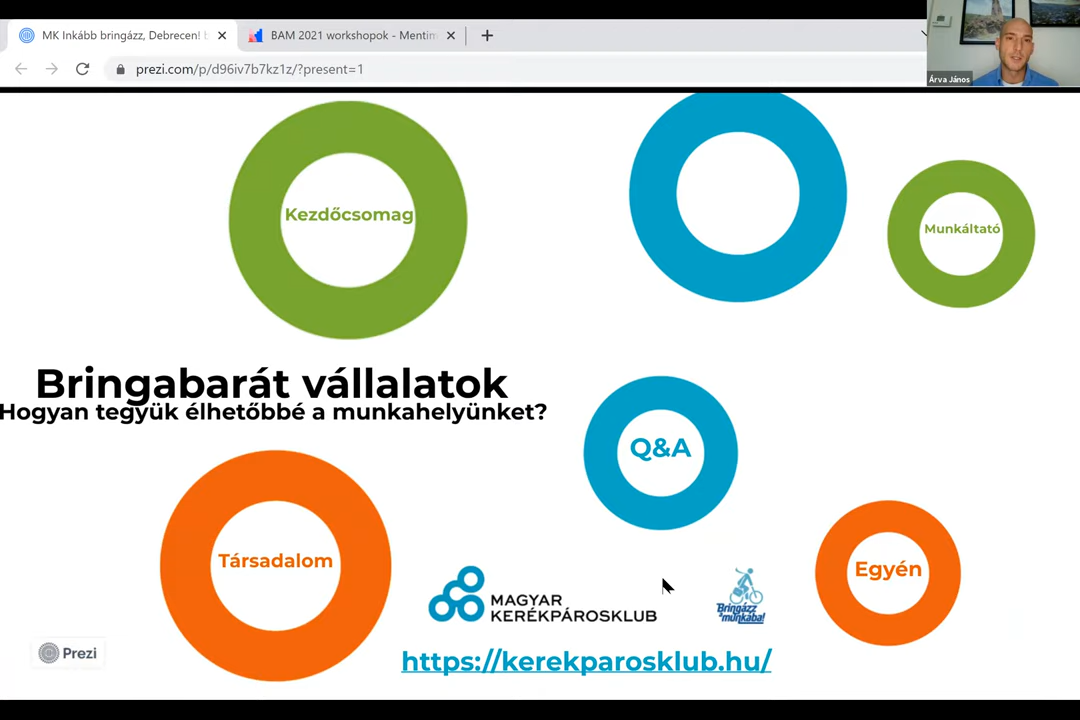 MK Inkább bringázz, Debrecen!
BAM 2021 workshopok - Mentim
prezi.com/p/d96iv7b7kz1z/?present=1
Árva János
Kezdőcsomag
Munkáltató
Bringabarát vállalatok
Hogyan tegyük élhetőbbé a munkahelyünket?
Q&A
Társadalom
Egyén
MAGYAR
KERÉKPÁROSKLUB
Bringázz
a munkába!
Prezi
https://kerekparosklub.hu/